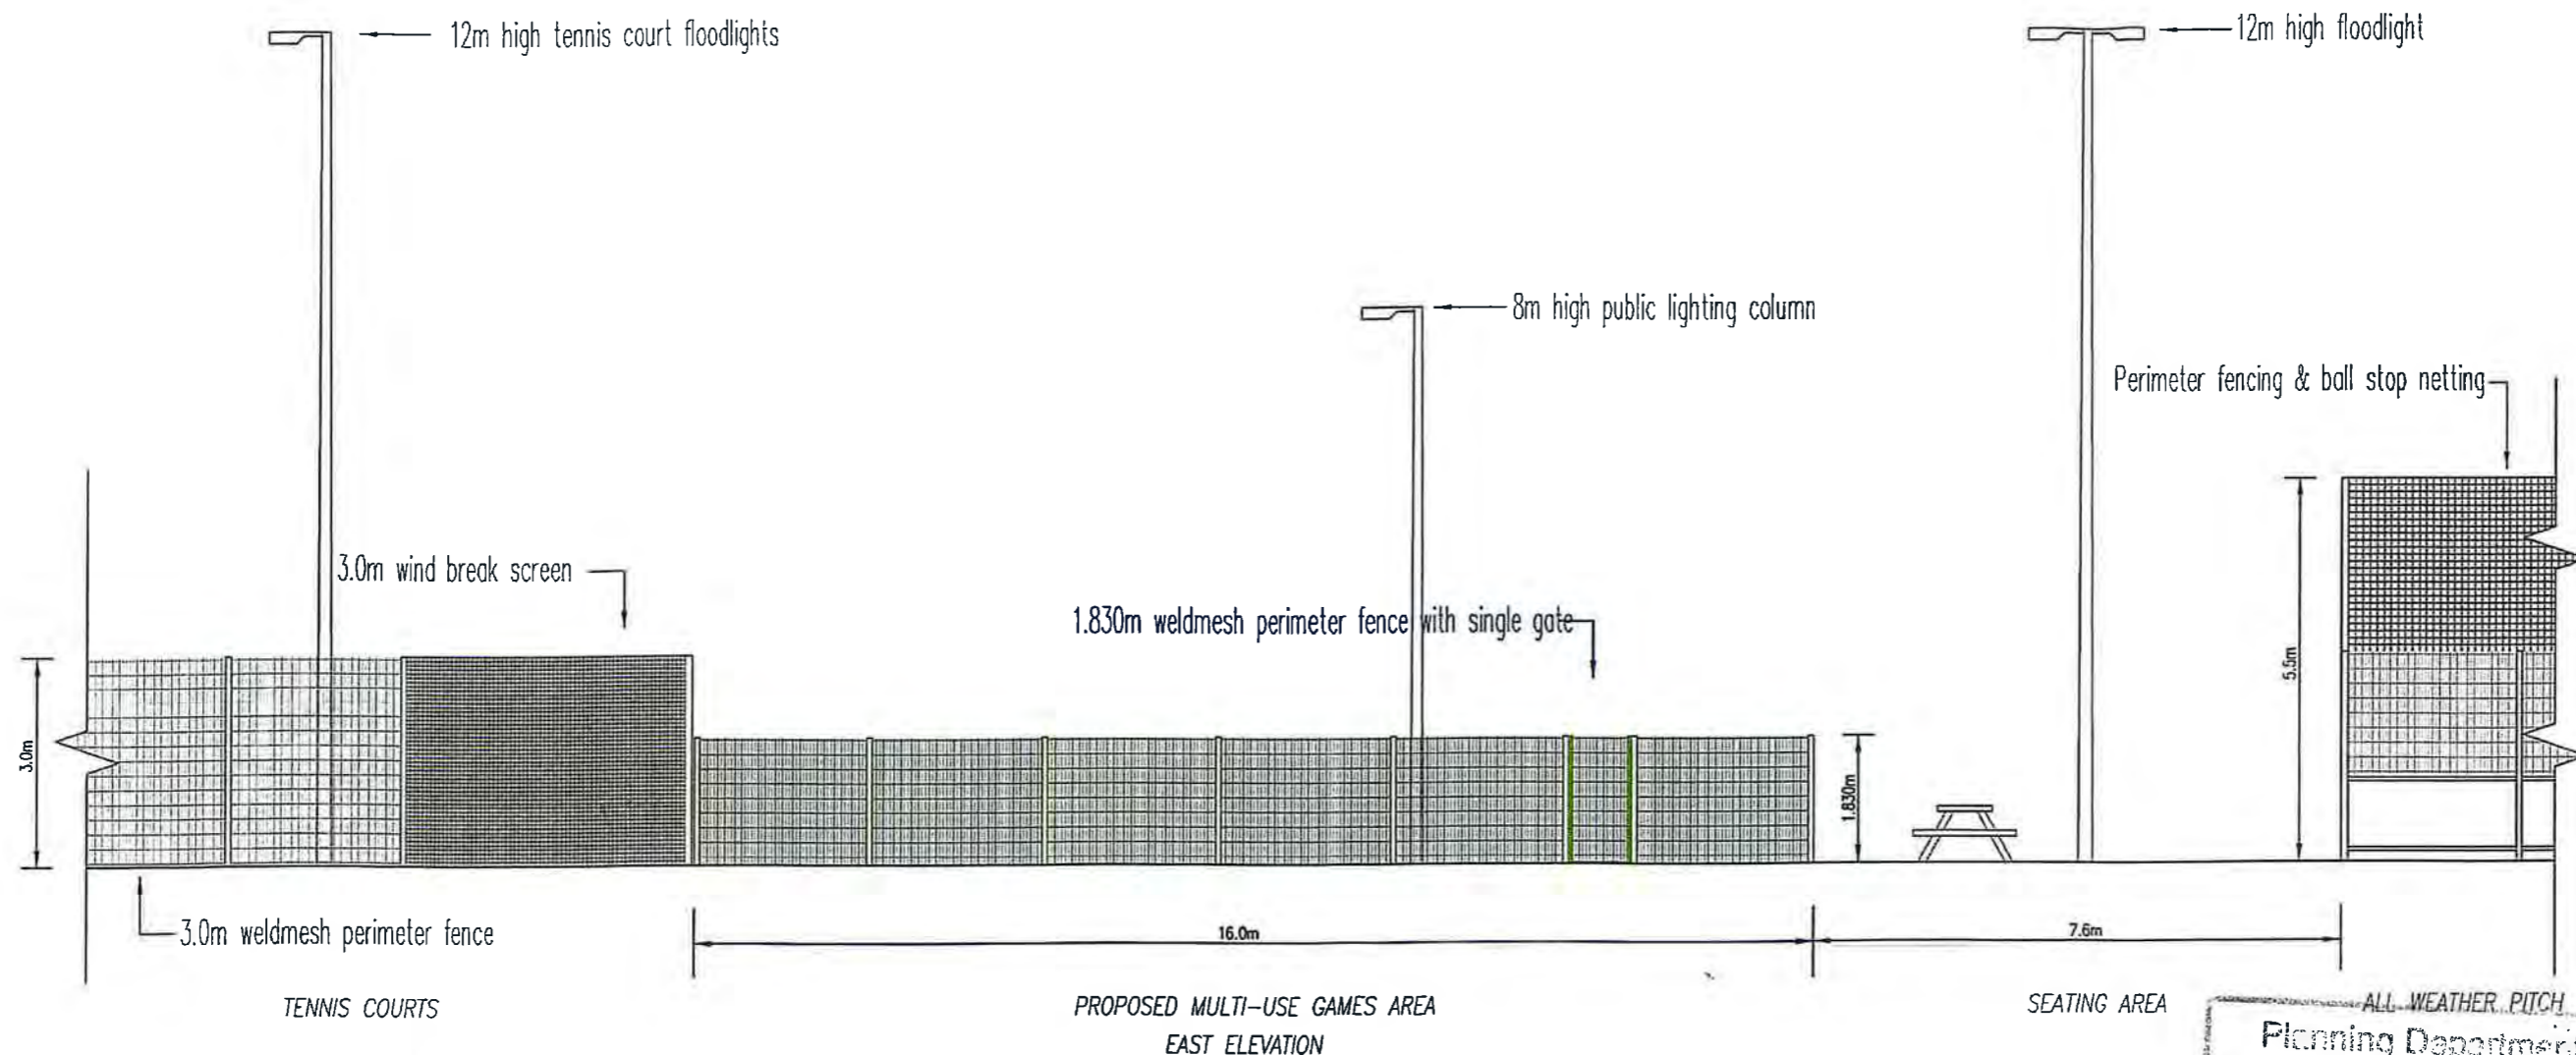 12m high tennis court floodlights
12m high floodlight
8m high public lighting column
Perimeter fencing & ball stop netting
3.0m wind break screen
1.830m weldmesh perimeter fence with single gate
3.0m
5.5m
1.830m
3.0m weldmesh perimeter fence
16.0m
7.6m
TENNIS COURTS
PROPOSED MULTI-USE GAMES AREA
EAST ELEVATION
SEATING AREA
ALL WEATHER PITCH
Planning Departmen